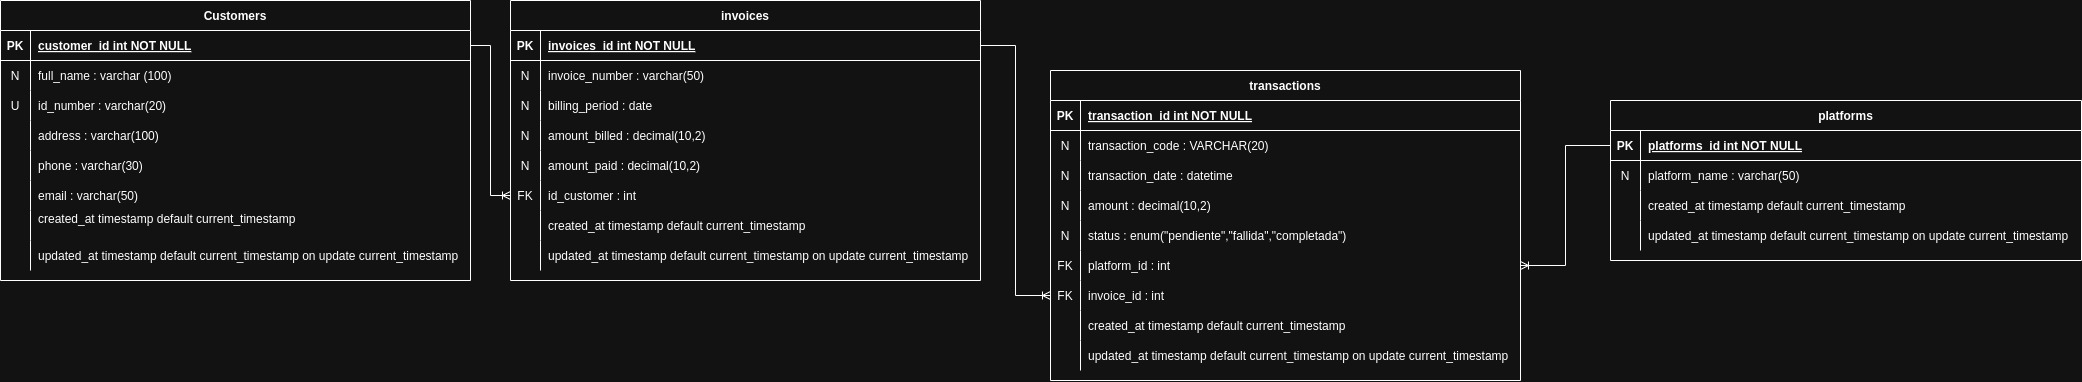 Customers
PK customer_id int NOT NULL
N full_name : varchar (100)
U id_number : varchar(20)
address : varchar(100)
phone : varchar(30)
email : varchar(50)
created_at timestamp default current_timestamp
updated_at timestamp default current_timestamp on update current_timestamp
invoices
PK invoices_id int NOT NULL
N invoice_number : varchar(50)
N billing_period : date
N amount_billed : decimal(10,2)
N amount_paid : decimal(10,2)
FK id_customer : int
created_at timestamp default current_timestamp
updated_at timestamp default current_timestamp on update current_timestamp
transactions
PK transaction_id int NOT NULL
N transaction_code : VARCHAR(20)
N transaction_date : datetime
N amount : decimal(10,2)
N status : enum("pendiente","fallida","completada")
FK platform_id : int
FK invoice_id : int
created_at timestamp default current_timestamp
updated_at timestamp default current_timestamp on update current_timestamp
platforms
PK platforms_id int NOT NULL
N platform_name : varchar(50)
created_at timestamp default current_timestamp
updated_at timestamp default current_timestamp on update current_timestamp